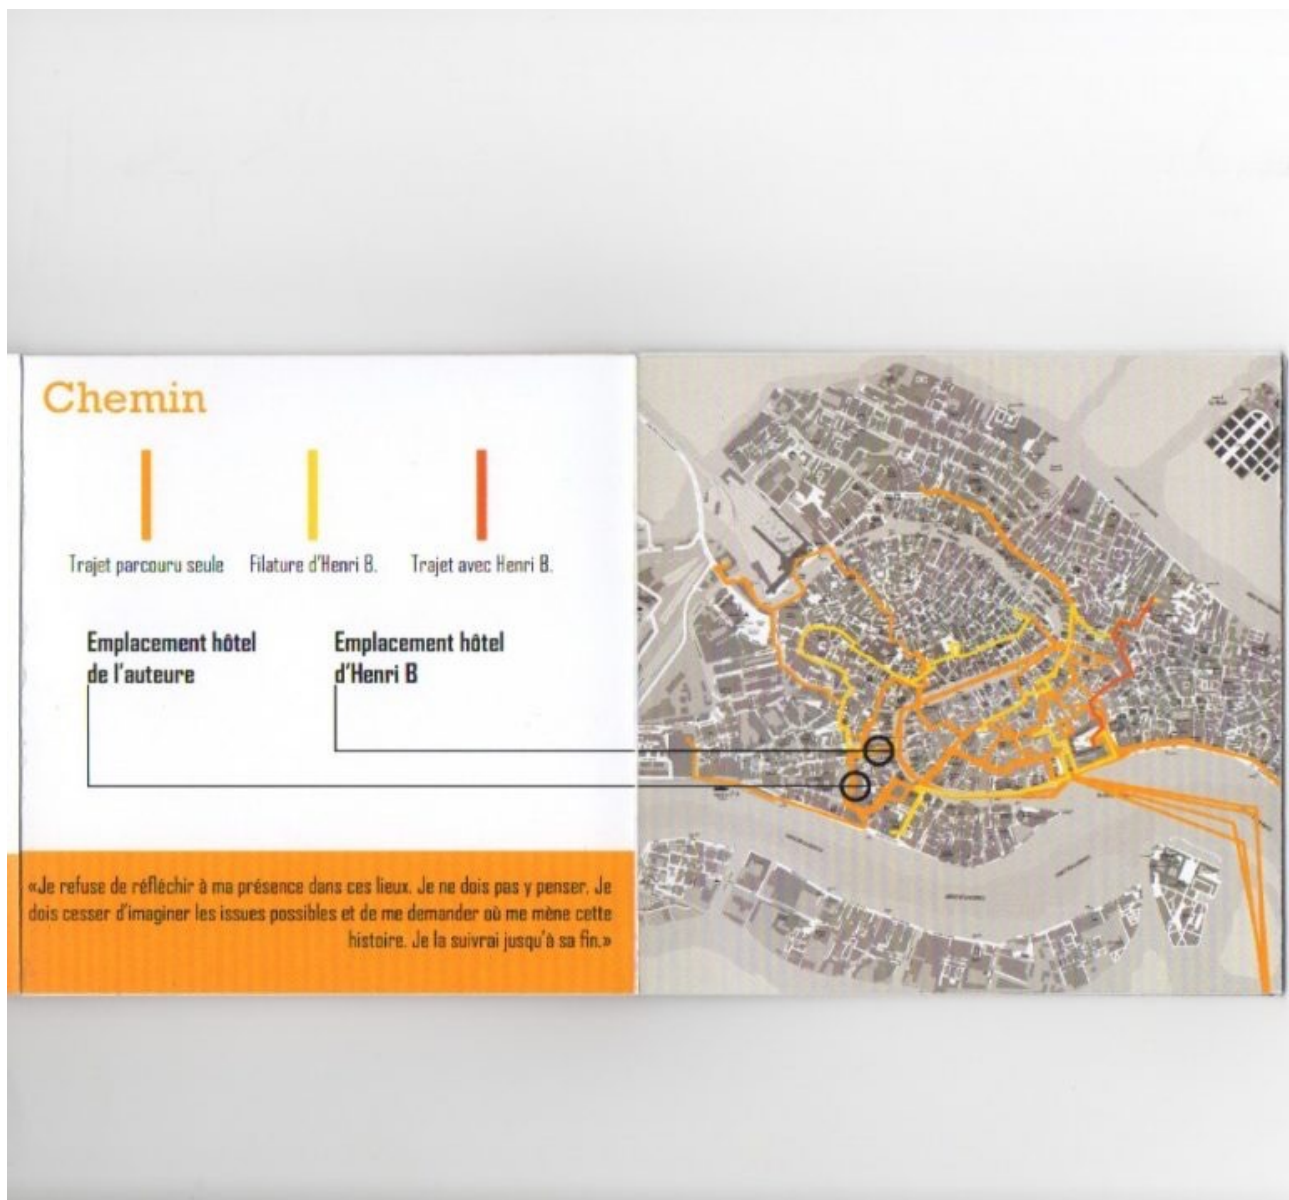 Chemin
Trajet parcouru seule
Filature d'Henri B.
Trajet avec Henri B.
Emplacement hôtel
de l'auteure
Emplacement hôtel
d'Henri B
«Je refuse de réfléchir à ma présence dans ces lieux. Je ne dois pas y penser. Je
dois cesser d'imaginer les issues possibles et de me demander où me mène cette
histoire. Je la suivrai jusqu'à sa fin.»